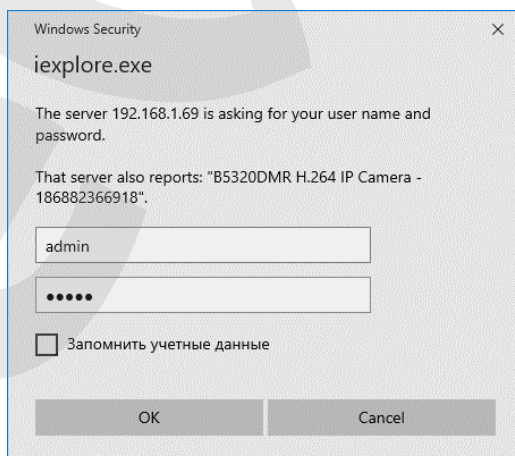 Windows Security
iexplore.exe
The server 192.168.1.69 is asking for your user name and
password.
That server also reports: "B5320DMR H.264 IP Camera -
186882366918".
admin
•••••
Запомнить учетные данные
OK
Cancel